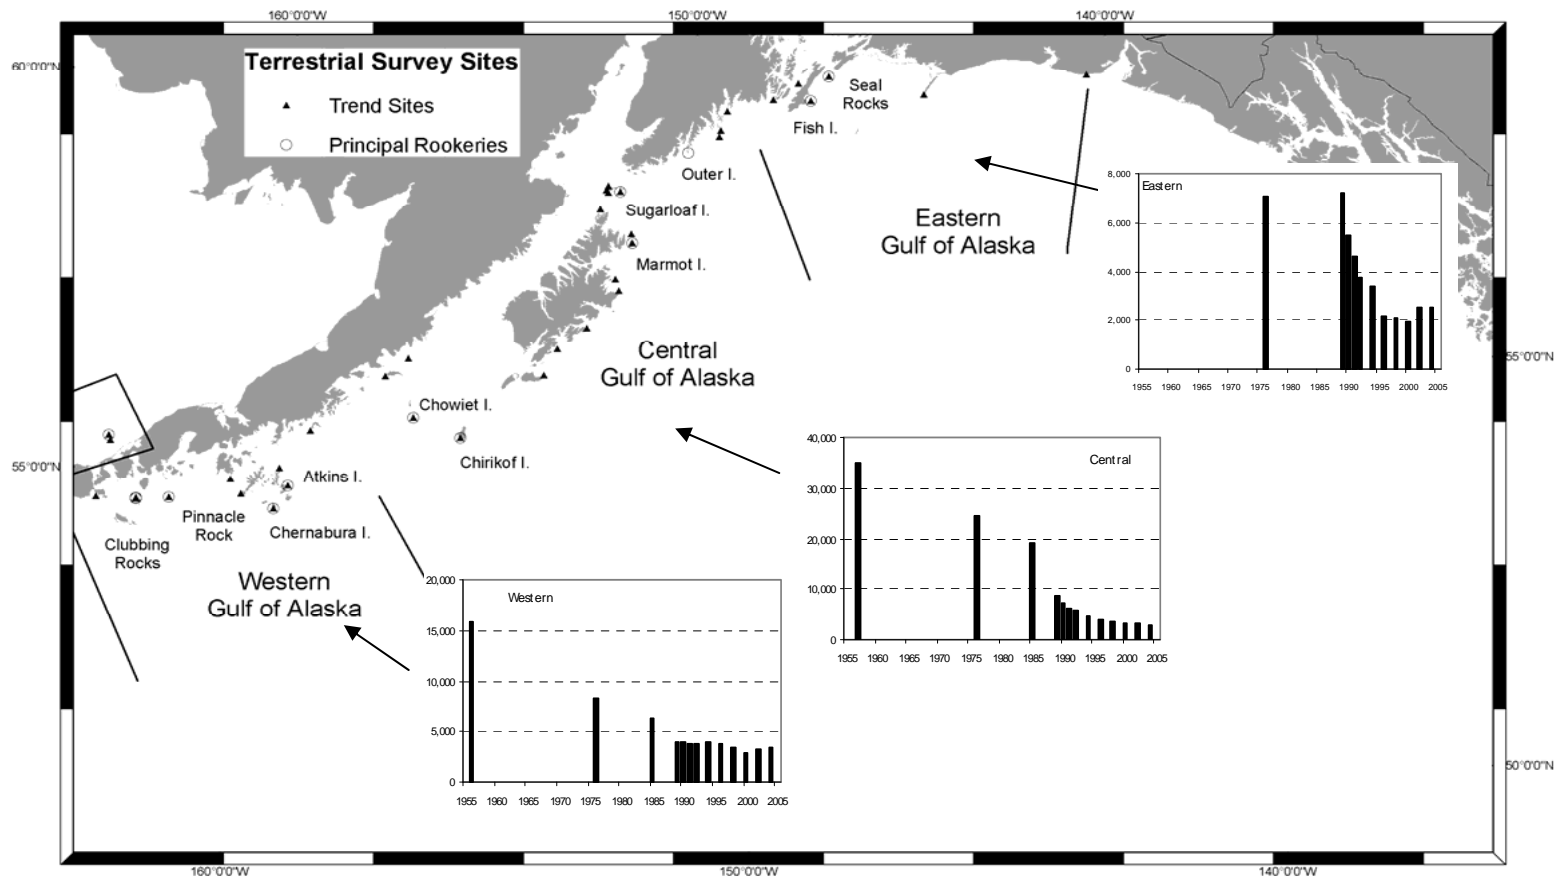 160°0'0"W
150°0'0"W
140°0'0"W
60°0'0"N
Terrestrial Survey Sites
Trend Sites
Principal Rookeries
Seal
Rocks
Fish I.
Outer I.
Sugarloaf I.
Marmot I.
Eastern
Gulf of Alaska
Eastern
8,000
6,000
4,000
2,000
0
1955 1960 1965 1970 1975 1980 1985 1990 1995 2000 2005
55°0'0"N
Central
Gulf of Alaska
Chowiet I.
Chirikof I.
Central
40,000
30,000
20,000
10,000
0
1955 1960 1965 1970 1975 1980 1985 1990 1995 2000 2005
55°0'0"N
Atkins I.
Pinnacle
Rock
Chernabura I.
Clubbing
Rocks
Western
Gulf of Alaska
Western
20,000
15,000
10,000
5,000
0
1955 1960 1965 1970 1975 1980 1985 1990 1995 2000 2005
50°0'0"N
160°0'0"W
150°0'0"W
140°0'0"W